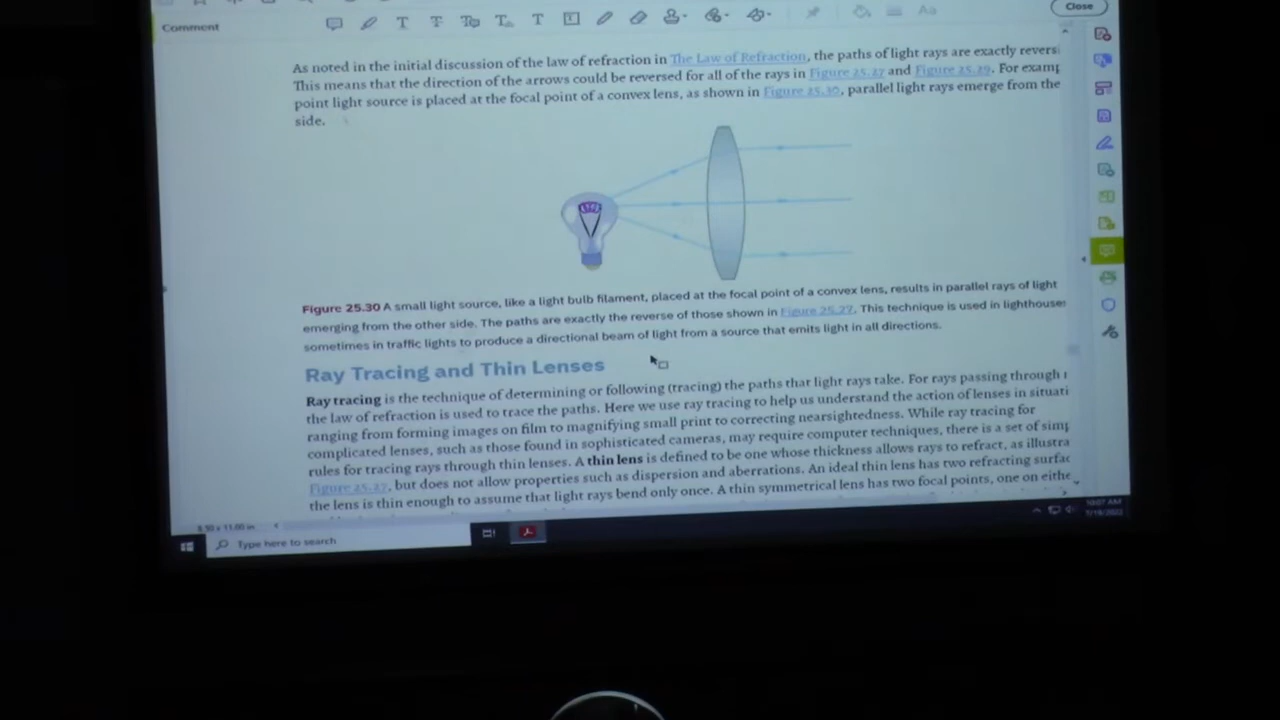 Close
Comment
As noted in the initial discussion of the law of refraction in The Law of Refraction, the paths of light rays are exactly revers
This means that the direction of the arrows could be reversed for all of the rays in Figure 25.27 and Figure 25.29. For examp
point light source is placed at the focal point of a convex lens, as shown in Figure 25.30, parallel light rays emerge from the
side.
Figure 25.30 A small light source, like a light bulb filament, placed at the focal point of a convex lens, results in parallel rays of light
emerging from the other side. The paths are exactly the reverse of those shown in Figure 25.27. This technique is used in lighthouses
sometimes in traffic lights to produce a directional beam of light from a source that emits light in all directions.
Ray Tracing and Thin Lenses
Ray tracing is the technique of determining or following (tracing) the paths that light rays take. For rays passing through
the law of refraction is used to trace the paths. Here we use ray tracing to help us understand the action of lenses in situati
ranging from forming images on film to magnifying small print to correcting nearsightedness. While ray tracing for
complicated lenses, such as those found in sophisticated cameras, may require computer techniques, there is a set of simp
rules for tracing rays through thin lenses. A thin lens is defined to be one whose thickness allows rays to refract, as illustra
Figure 25.27, but does not allow properties such as dispersion and aberrations. An ideal thin lens has two refracting surfac
the lens is thin enough to assume that light rays bend only once. A thin symmetrical lens has two focal points, one on eithe
8.50 x 11.00 in
Type here to search
10:07 AM